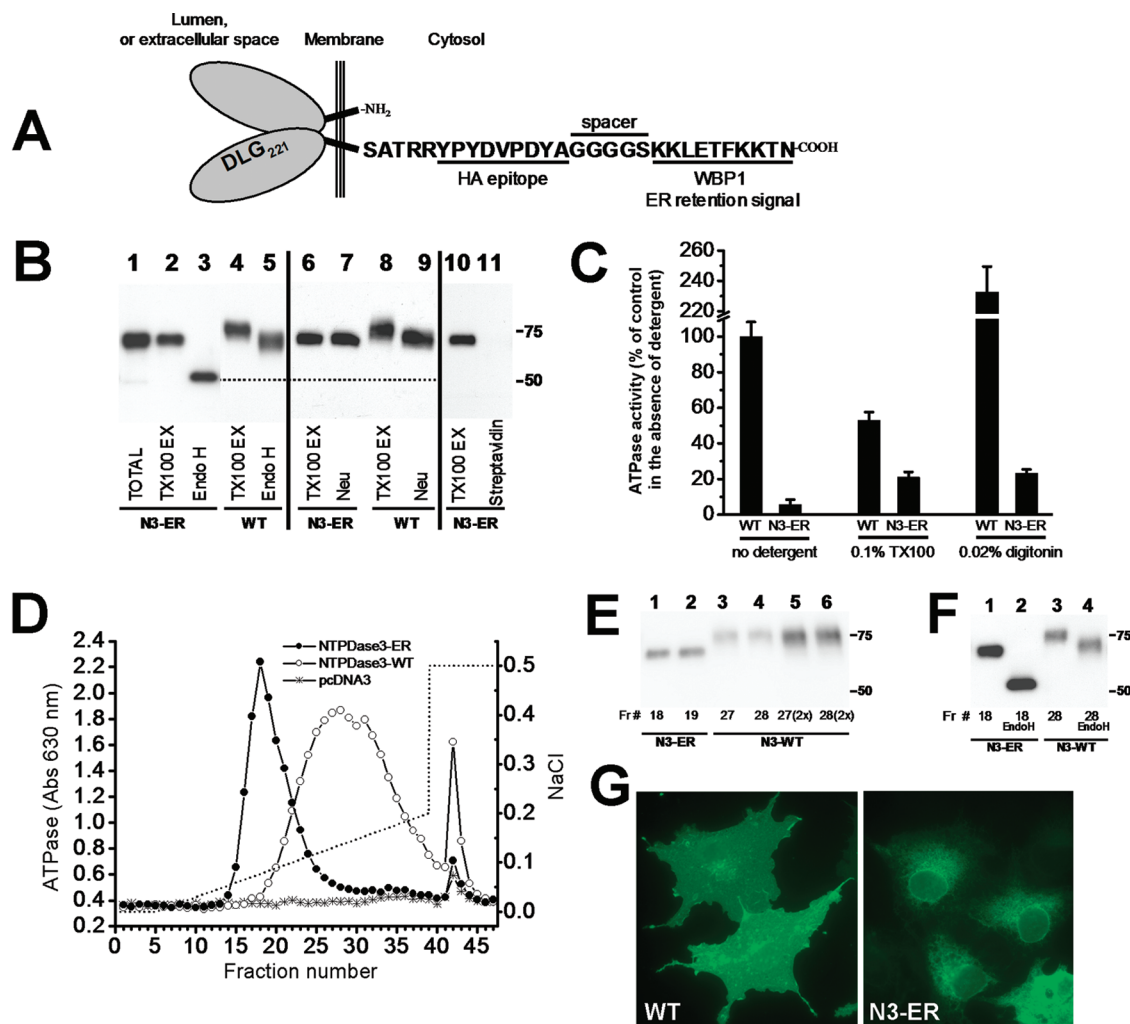 Lumen,
or extracellular space
Membrane
Cytosol
A
-NH2
DLG221
spacer
SATRRYPYDVPDYAGGGGSKKLETFKKTN-COOH
HA epitope
WBP1
ER retention signal
B
1 2 3 4 5 6 7 8 9 10 11
-75
-50
TOTAL
TX100 EX
Endo H
TX100 EX
Endo H
TX100 EX
Neu
TX100 EX
Neu
TX100 EX
Streptavidin
N3-ER
WT
N3-ER
WT
N3-ER
C
ATPase activity (% of control
in the absence of detergent)
260
240
220
100
80
60
40
20
0
WT N3-ER WT N3-ER WT N3-ER
no detergent
0.1% TX100
0.02% digitonin
D
NTPDase3-ER
NTPDase3-WT
pcDNA3
ATPase (Abs 630 nm)
2.4
2.2
2.0
1.8
1.6
1.4
1.2
1.0
0.8
0.6
0.4
0.2
0.5
0.4
0.3
0.2
0.1
0.0
NaCl
0 5 10 15 20 25 30 35 40 45
Fraction number
E
1 2 3 4 5 6
-75
-50
Fr # 18 19 27 28 27(2x) 28(2x)
N3-ER
N3-WT
F
1 2 3 4
-75
-50
Fr # 18 18 28 28
EndoH EndoH
N3-ER
N3-WT
G
WT
N3-ER